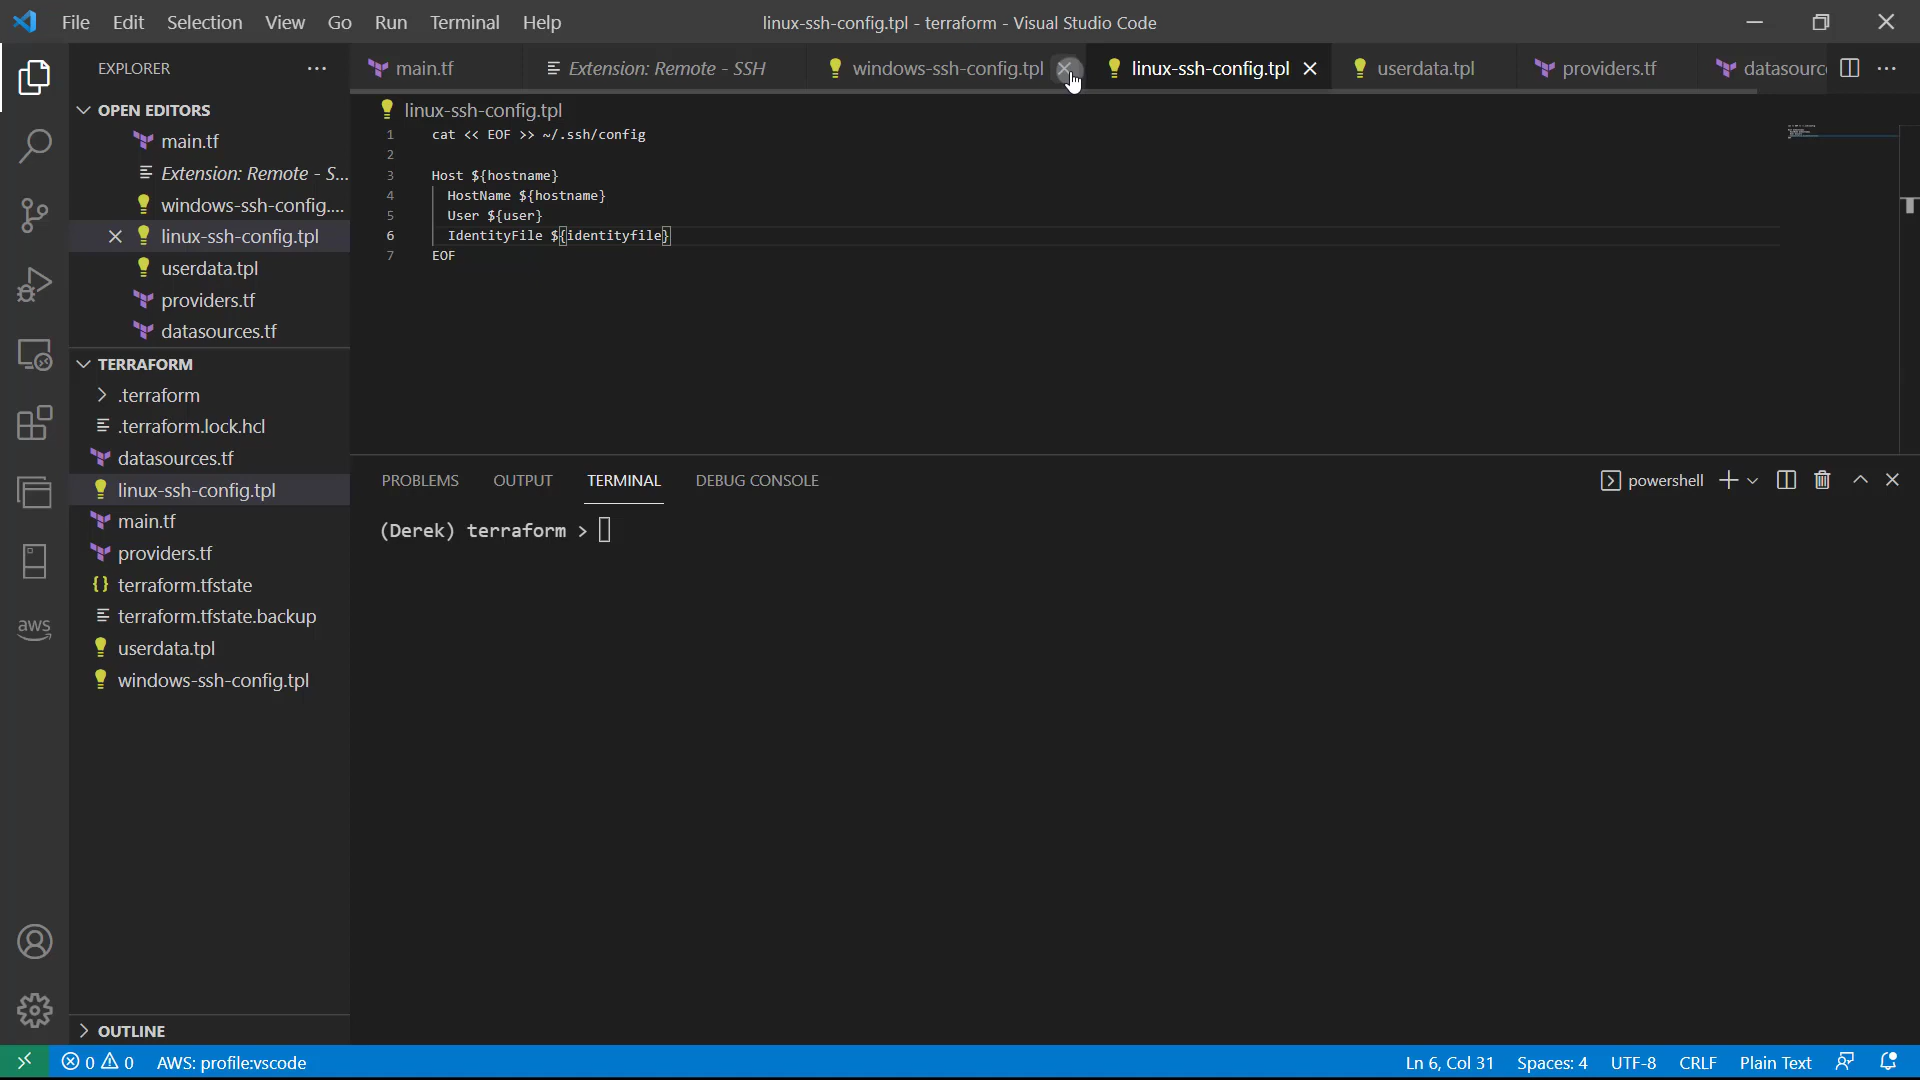 File Edit Selection View Go Run Terminal Help
linux-ssh-config.tpl - terraform - Visual Studio Code
EXPLORER
main.tf
Extension: Remote - SSH
windows-ssh-config.tpl
linux-ssh-config.tpl
userdata.tpl
providers.tf
datasourc
OPEN EDITORS
main.tf
Extension: Remote - S...
windows-ssh-config....
linux-ssh-config.tpl
userdata.tpl
providers.tf
datasources.tf
TERRAFORM
.terraform
.terraform.lock.hcl
datasources.tf
linux-ssh-config.tpl
main.tf
providers.tf
{} terraform.tfstate
terraform.tfstate.backup
userdata.tpl
windows-ssh-config.tpl
aws
OUTLINE
linux-ssh-config.tpl
1 cat << EOF >> ~/.ssh/config
2
3 Host ${hostname}
4 HostName ${hostname}
5 User ${user}
6 IdentityFile ${identityfile}
7 EOF
PROBLEMS OUTPUT TERMINAL DEBUG CONSOLE
powershell
(Derek) terraform >
0 0 AWS: profile:vscode
Ln 6, Col 31 Spaces: 4 UTF-8 CRLF Plain Text